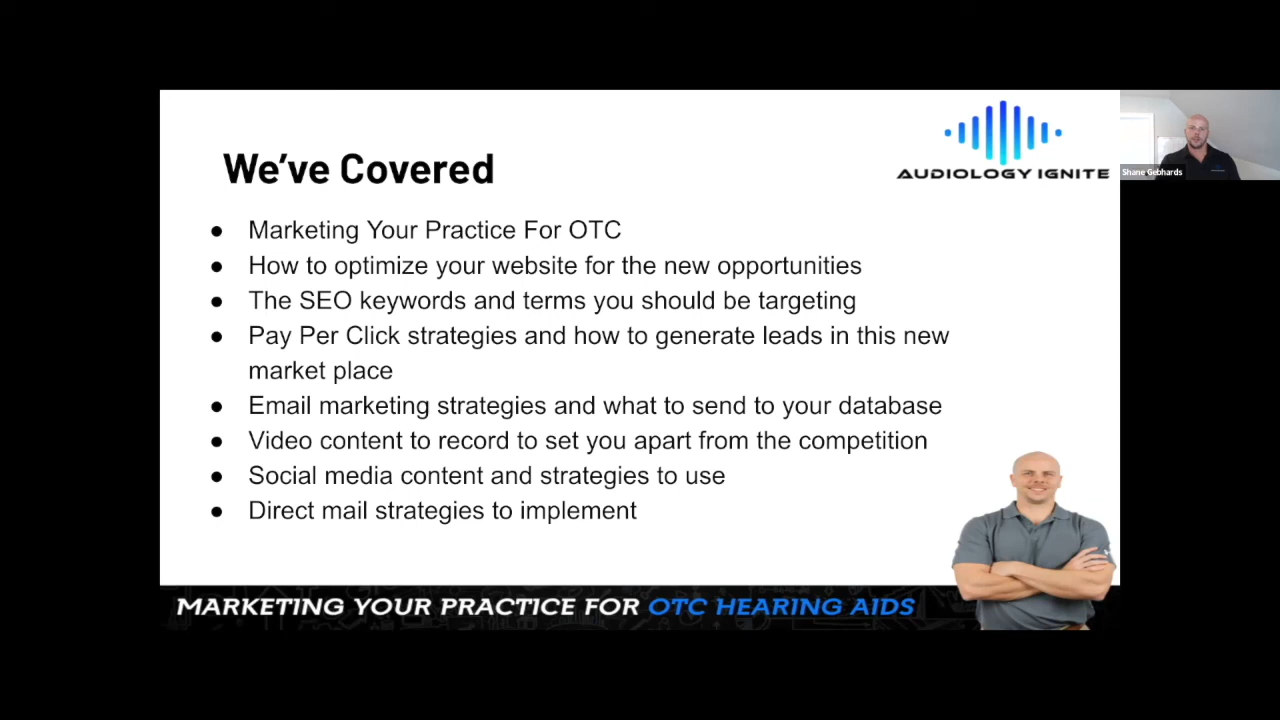 AUDIOLOGY IGNITE
We've Covered
● Marketing Your Practice For OTC
● How to optimize your website for the new opportunities
● The SEO keywords and terms you should be targeting
● Pay Per Click strategies and how to generate leads in this new
market place
● Email marketing strategies and what to send to your database
● Video content to record to set you apart from the competition
● Social media content and strategies to use
● Direct mail strategies to implement
MARKETING YOUR PRACTICE FOR OTC HEARING AIDS
Shane Gebhards